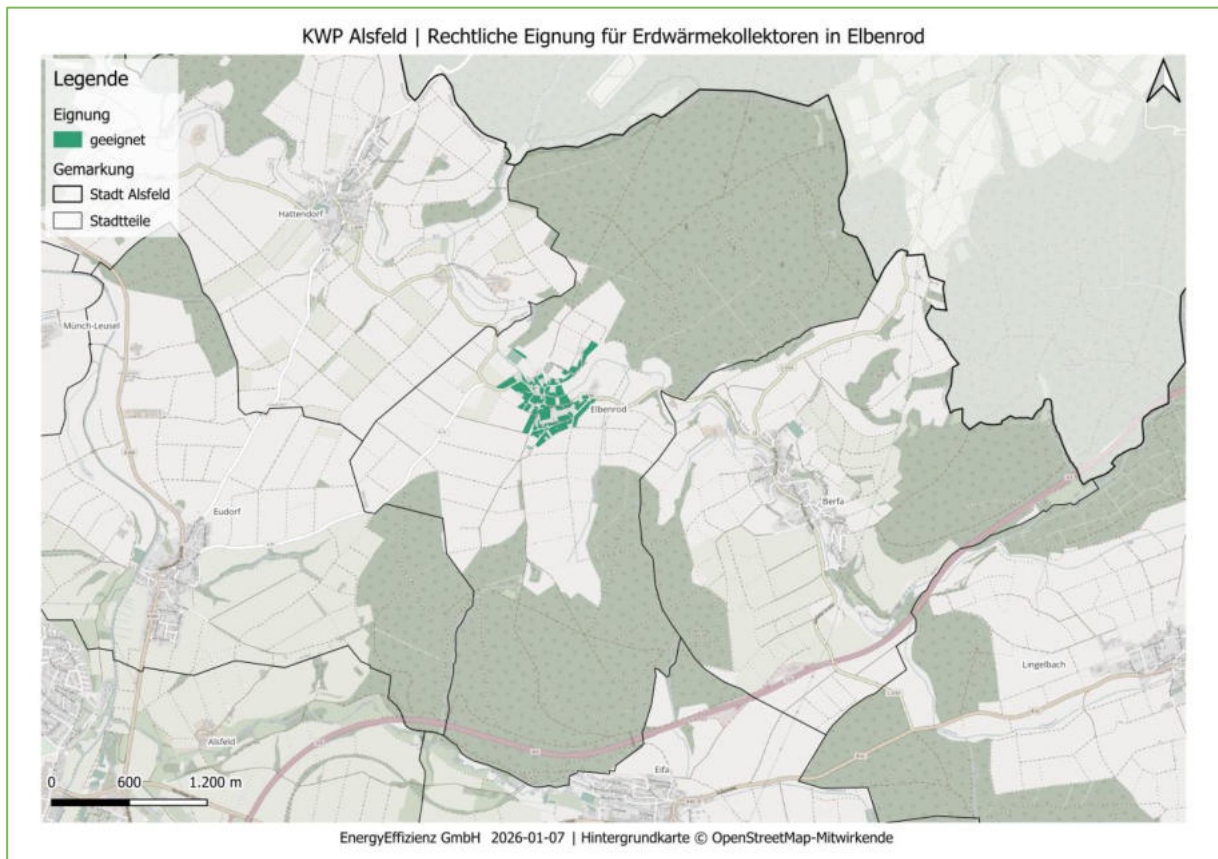 KWP Alsfeld | Rechtliche Eignung für Erdwärmekollektoren in Elbenrod
Legende
Eignung
geeignet
Gemarkung
Stadt Alsfeld
Stadtteile
Hattendorf
Münch-Leusel
Elbenrod
Eudorf
Berfa
Lingelbach
Alsfeld
Eifa
0 600 1.200 m
EnergyEffizienz GmbH 2026-01-07 | Hintergrundkarte © OpenStreetMap-Mitwirkende